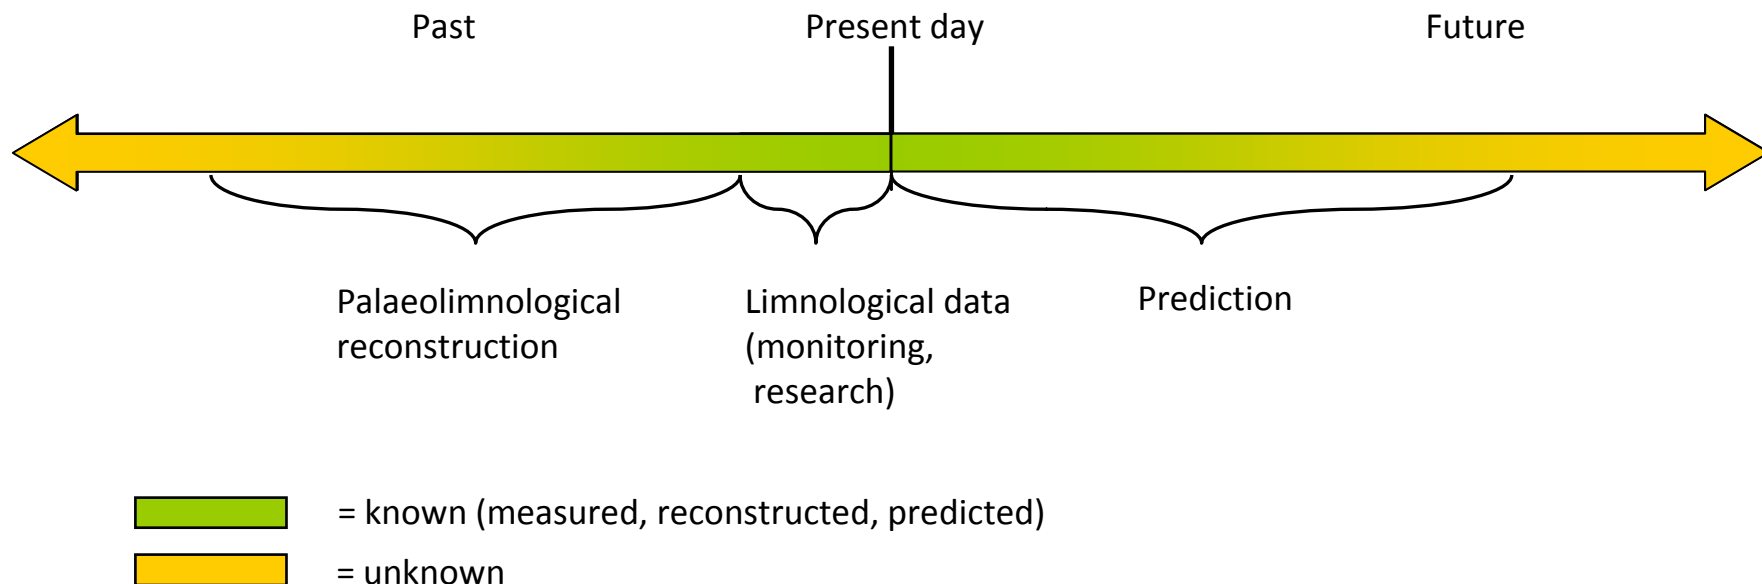 Past
Present day
Future
Palaeolimnological
reconstruction
Limnological data
(monitoring,
research)
Prediction
= known (measured, reconstructed, predicted)
= unknown